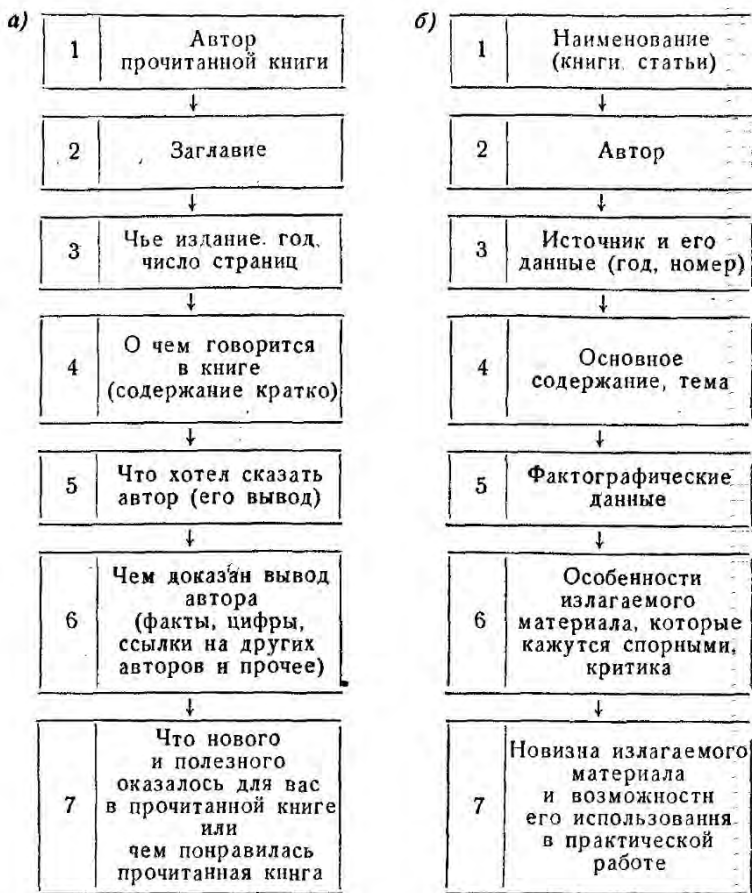 а)
1
Автор
прочитанной книги
↓
2
Заглавие
↓
3
Чье издание. год,
число страниц
↓
4
О чем говорится
в книге
(содержание кратко)
↓
5
Что хотел сказать
автор (его вывод)
↓
6
Чем доказан вывод
автора
(факты, цифры,
ссылки на других
авторов и прочее)
↓
7
Что нового
и полезного
оказалось для вас
в прочитанной книге
или
чем понравилась
прочитанная книга
б)
1
Наименование
(книги статьи)
↓
2
Автор
↓
3
Источник и его
данные (год, номер)
↓
4
Основное
содержание, тема
↓
5
Фактографические
данные
↓
6
Особенности
излагаемого
материала, которые
кажутся спорными,
критика
↓
7
Новизна излагаемого
материала
и возможности
его использования
в практической
работе